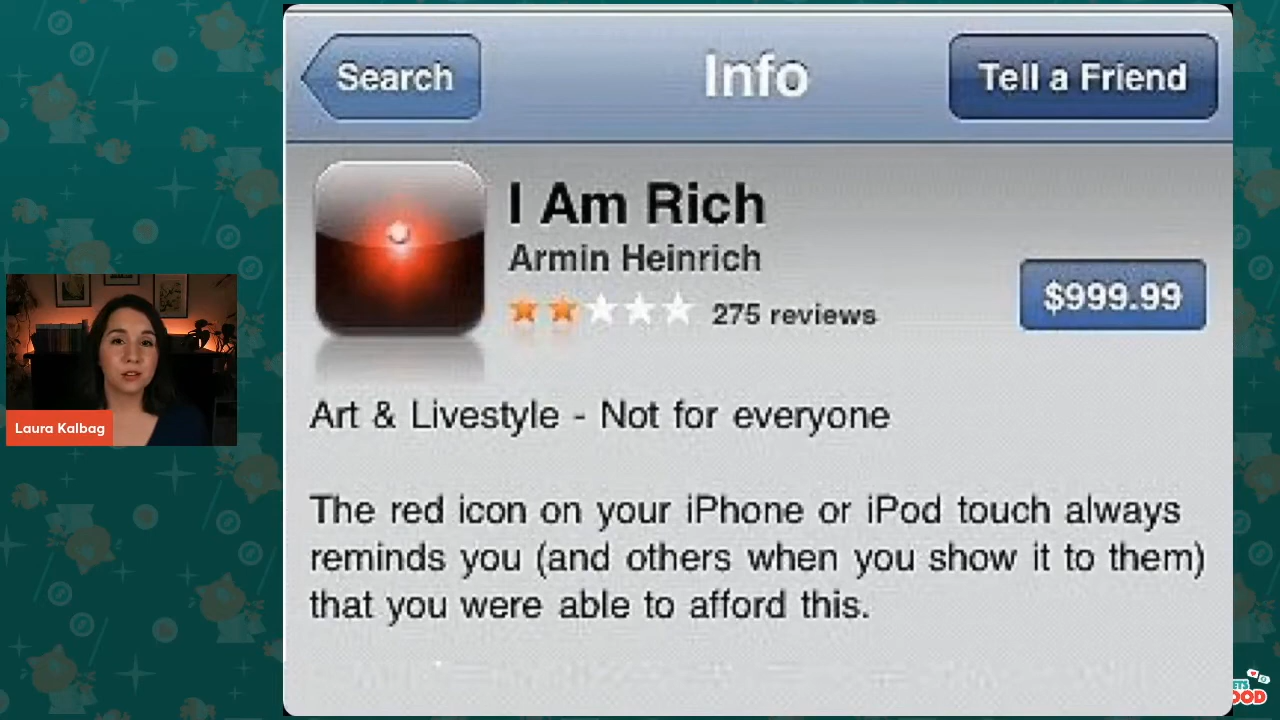 Search
Info
Tell a Friend
I Am Rich
Armin Heinrich
275 reviews
$999.99
Art & Livestyle - Not for everyone
The red icon on your iPhone or iPod touch always
reminds you (and others when you show it to them)
that you were able to afford this.
Laura Kalbag